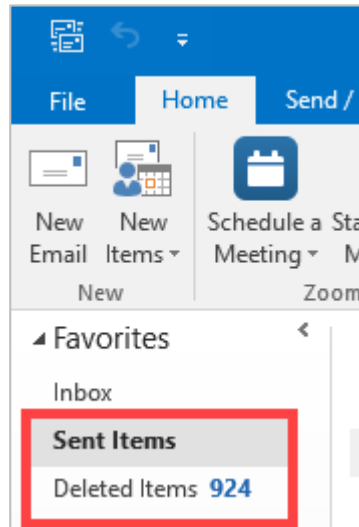 File Home Send /
New New Schedule a Sta
Email Items Meeting M
New Zoom
Favorites
Inbox
Sent Items
Deleted Items 924